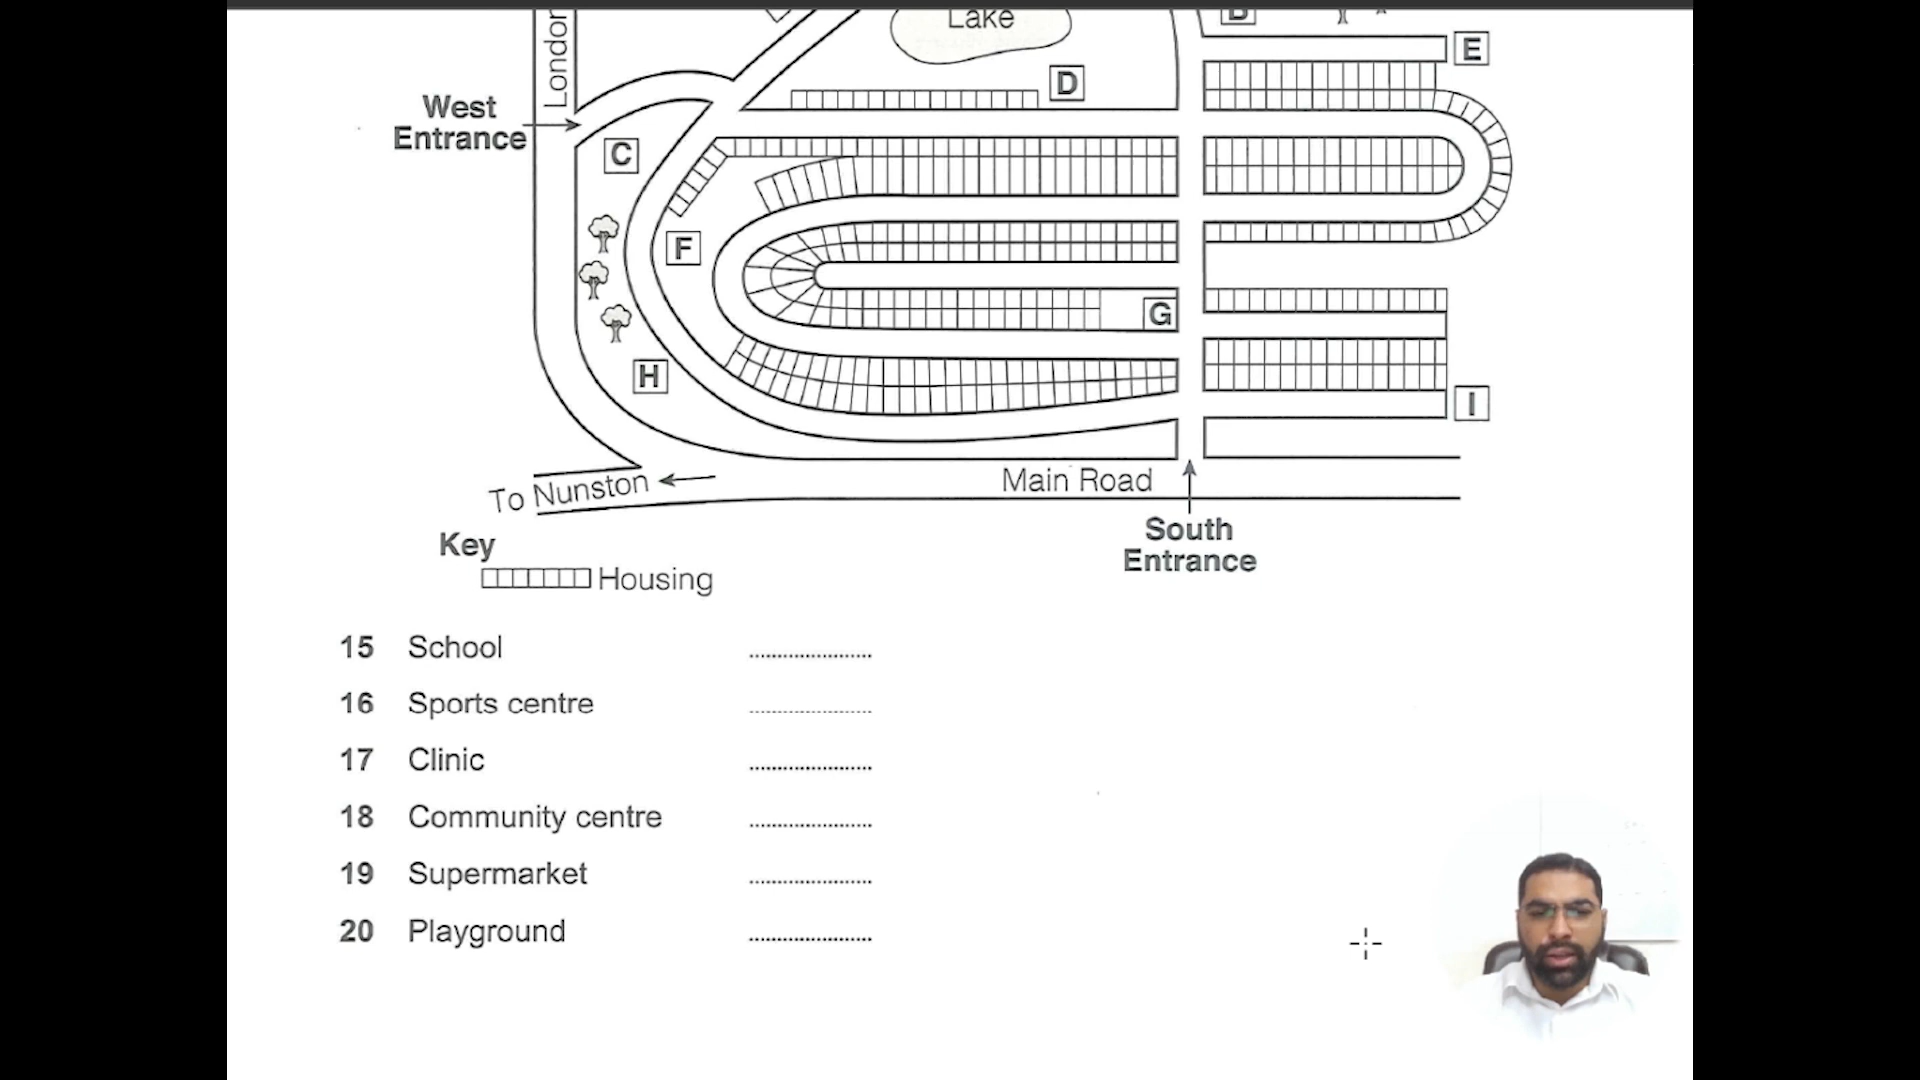 Lake
B
E
London
D
West
Entrance
C
F
G
H
I
To Nunston
Main Road
South
Entrance
Key
Housing
15 School ......................
16 Sports centre ......................
17 Clinic ......................
18 Community centre ......................
19 Supermarket ......................
20 Playground ......................